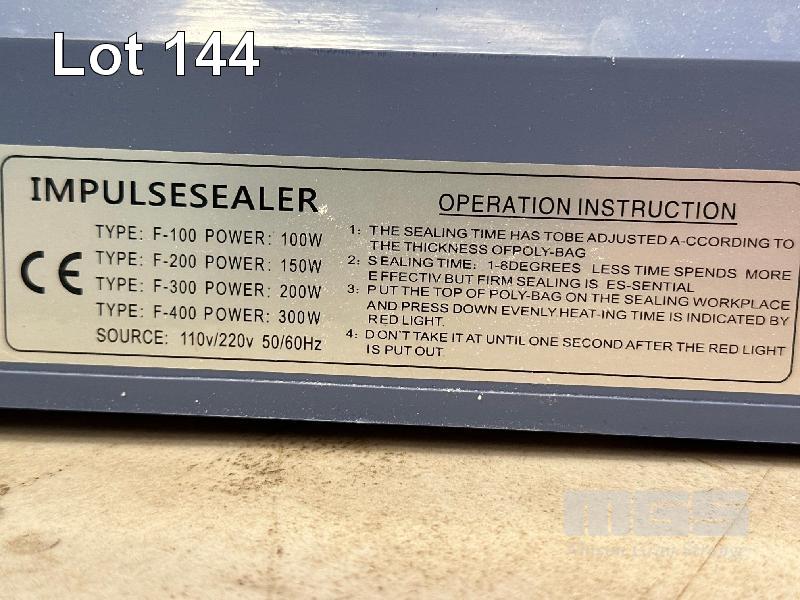 Lot 144
IMPULSESEALER
TYPE: F-100 POWER: 100W
TYPE: F-200 POWER: 150W
TYPE: F-300 POWER: 200W
TYPE: F-400 POWER: 300W
SOURCE: 110v/220v 50/60Hz
CE
OPERATION INSTRUCTION
1: THE SEALING TIME HAS TOBE ADJUSTED A-CCORDING TO
THE THICKNESS OFPOLY-BAG
2: SEALING TIME: 1-8DEGREES LESS TIME SPENDS MORE
EFFECTIV BUT FIRM SEALING IS ES-SENTIAL
3: PUT THE TOP OF POLY-BAG ON THE SEALING WORKPLACE
AND PRESS DOWN EVENLY.HEAT-ING TIME IS INDICATED BY
RED LIGHT.
4: DON'T TAKE IT AT UNTIL ONE SECOND AFTER THE RED LIGHT
IS PUT OUT.
MGS